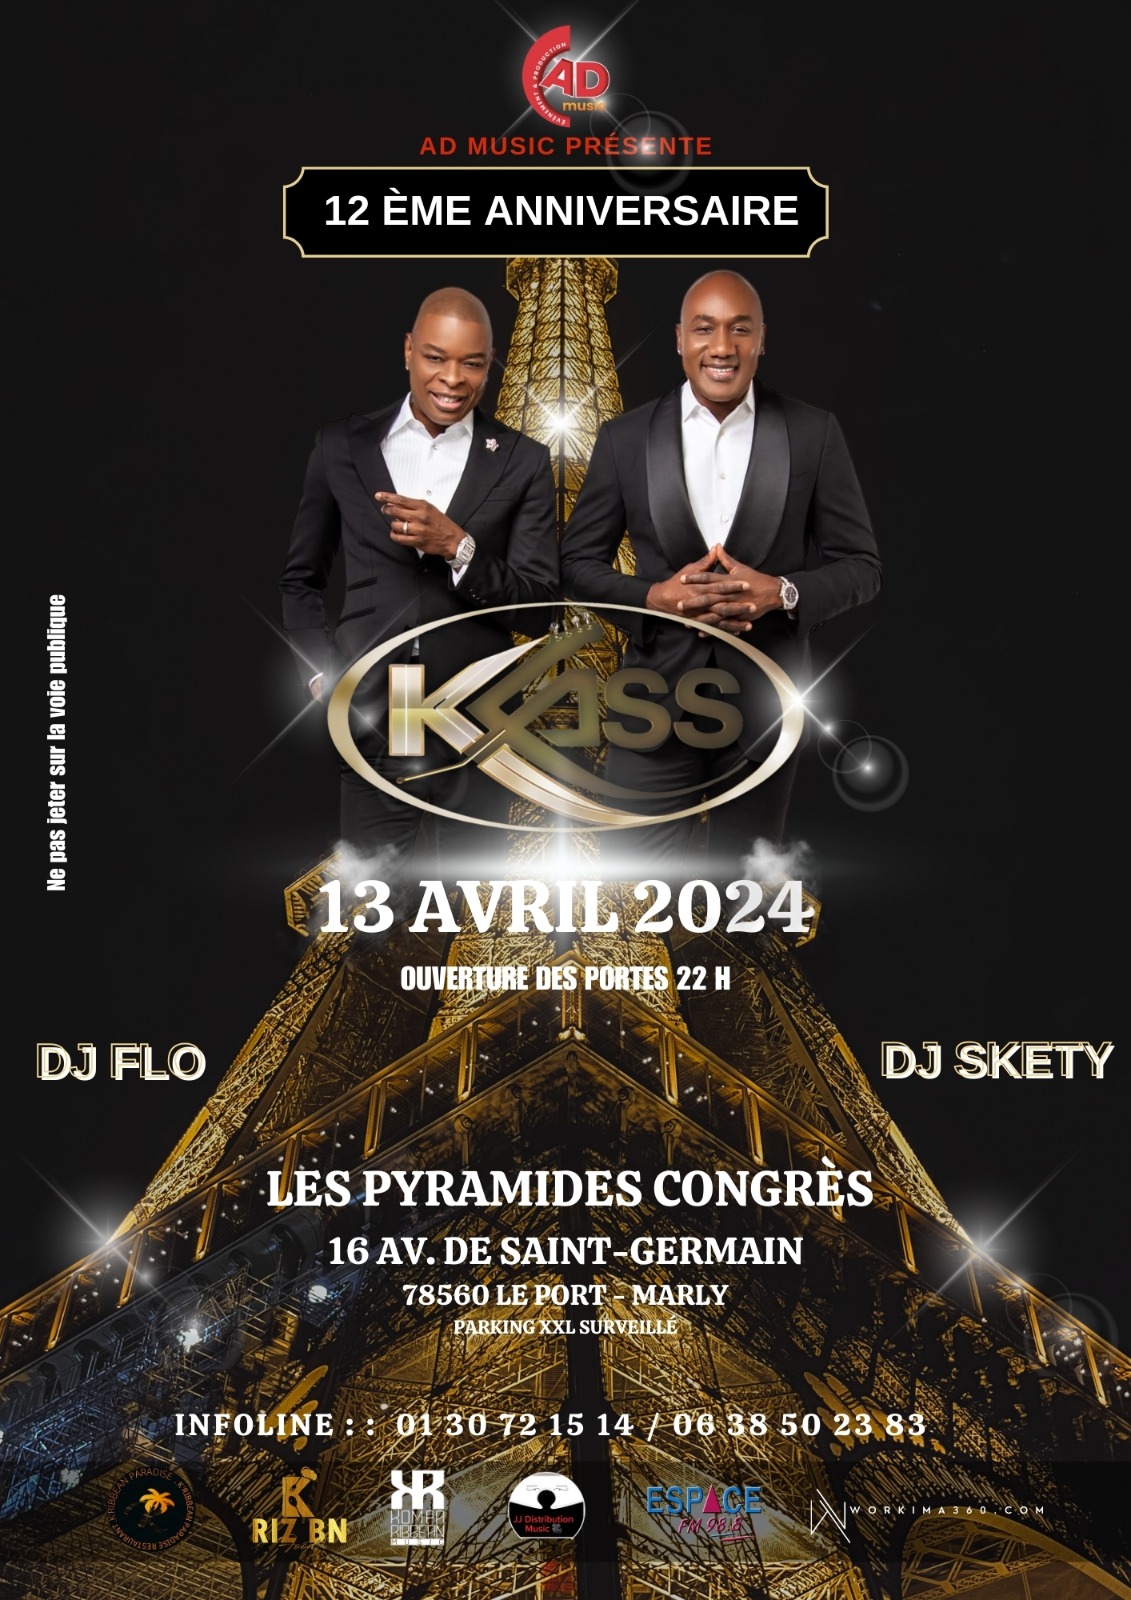 ÉVÉNEMENT & PRODUCTION
AD
music
AD MUSIC PRÉSENTE
12 ÈME ANNIVERSAIRE
KASS
Ne pas jeter sur la voie publique
13 AVRIL 2024
OUVERTURE DES PORTES 22 H
DJ FLO
DJ SKETY
LES PYRAMIDES CONGRÈS
16 AV. DE SAINT-GERMAIN
78560 LE PORT - MARLY
PARKING XXL SURVEILLÉ
INFOLINE : : 01 30 72 15 14 / 06 38 50 23 83
RIZ BN
MUSIC
JJ Distribution
Music
ESPACE
FM 98.8
WORKIMA360.COM